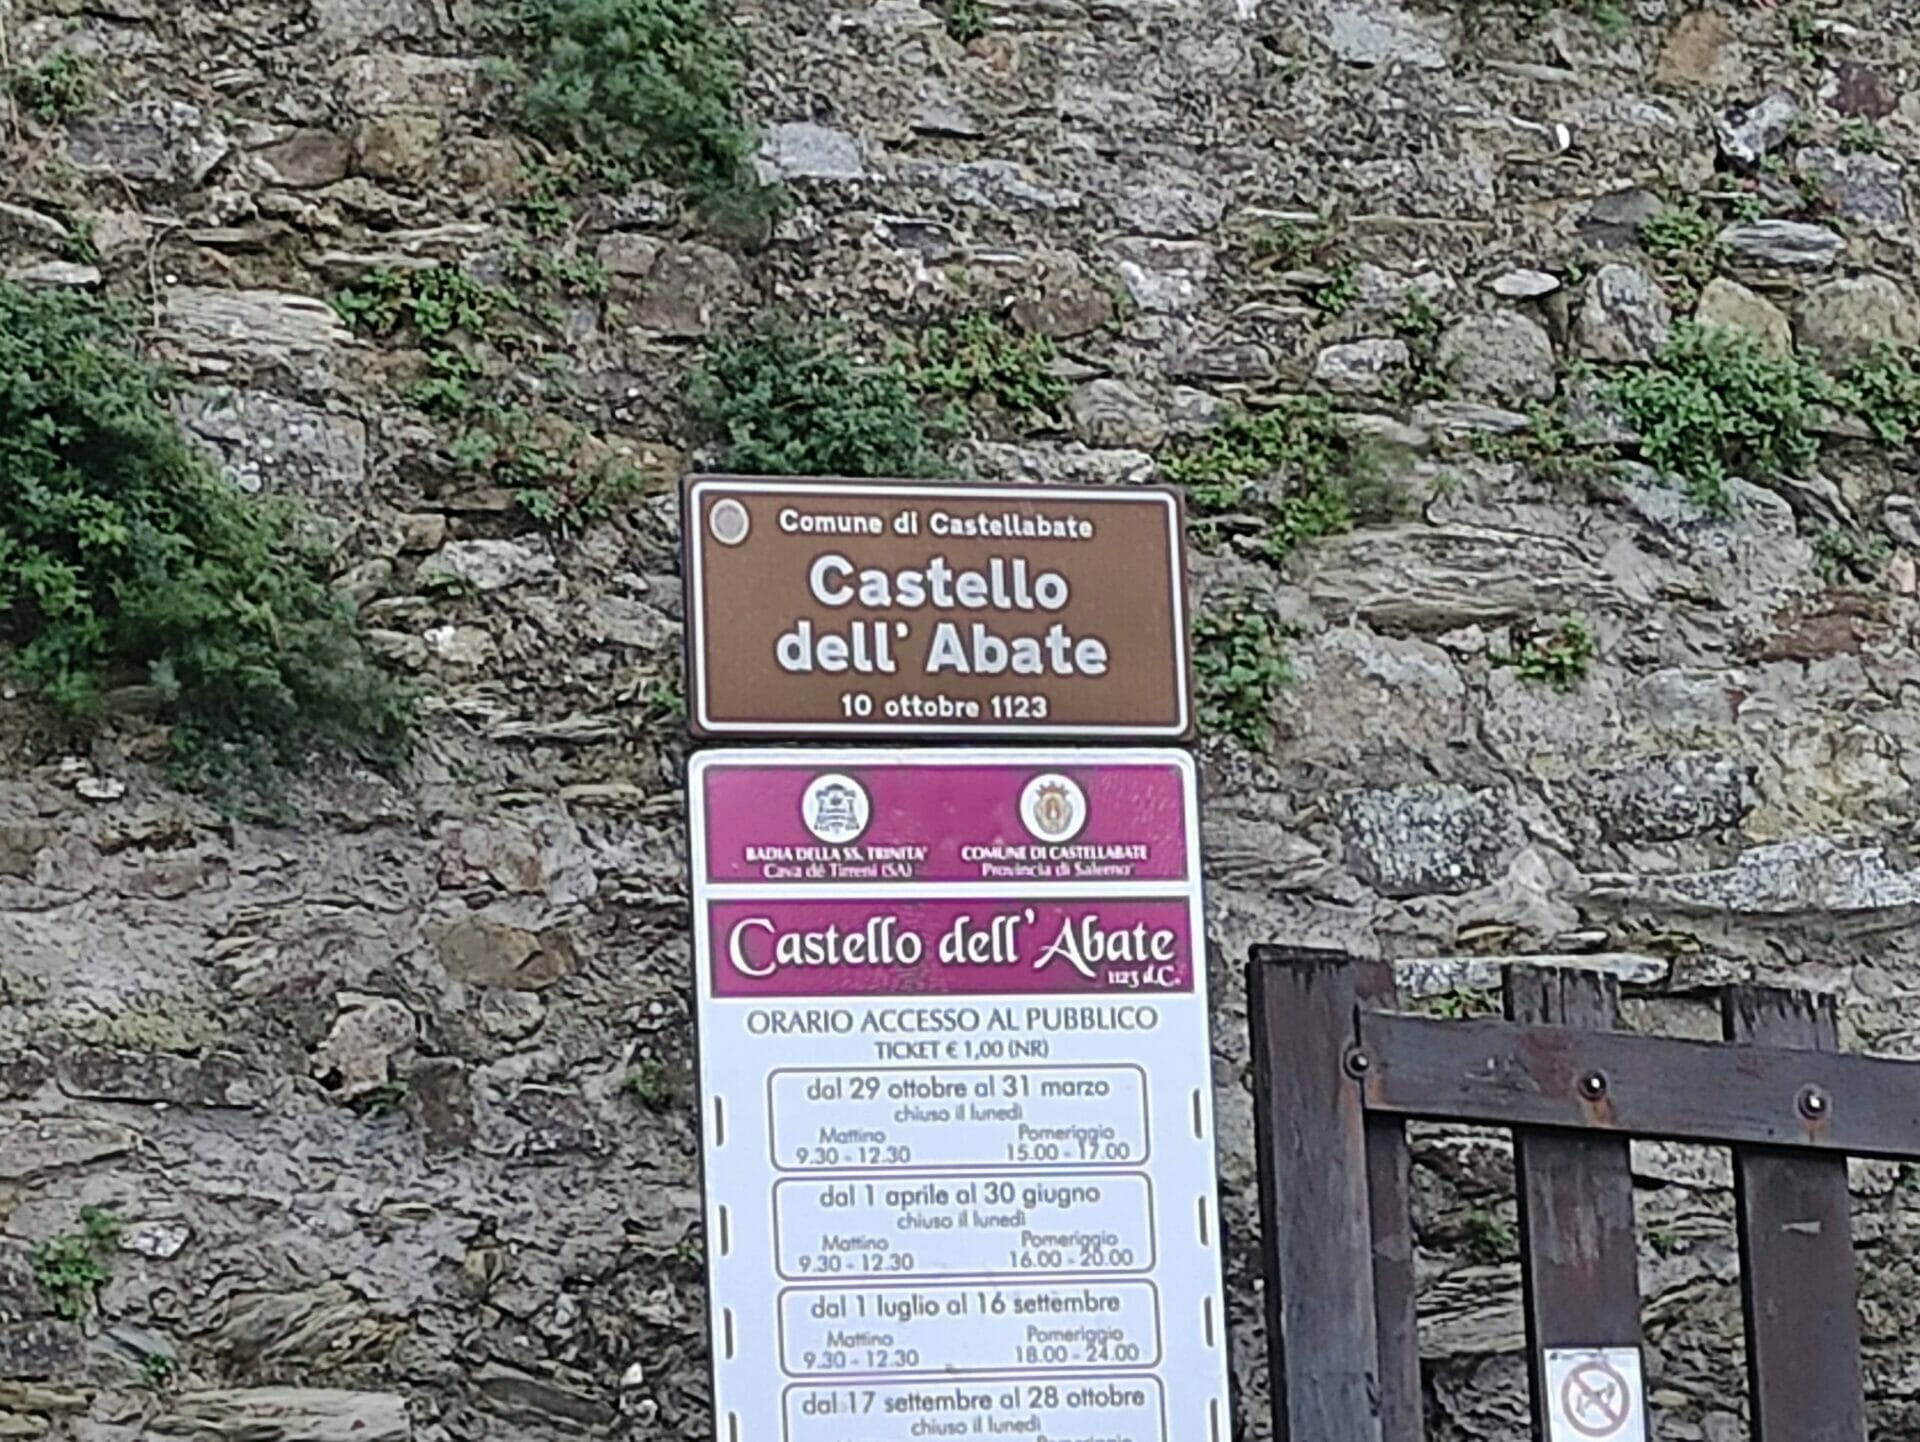 Comune di Castellabate
Castello
dell' Abate
10 ottobre 1123
BADIA DELLA SS. TRINITA'
Cava dé Tirreni (SA)
COMUNE DI CASTELLABATE
Provincia di Salerno
Castello dell'Abate
1123 d.C.
ORARIO ACCESSO AL PUBBLICO
TICKET € 1,00 (NR)
dal 29 ottobre al 31 marzo
chiuso il lunedì
Mattino Pomeriggio
9.30 - 12.30 15.00 - 17.00
dal 1 aprile al 30 giugno
chiuso il lunedì
Mattino Pomeriggio
9.30 - 12.30 16.00 - 20.00
dal 1 luglio al 16 settembre
Mattino Pomeriggio
9.30 - 12.30 18.00 - 24.00
dal 17 settembre al 28 ottobre
chiuso il lunedì